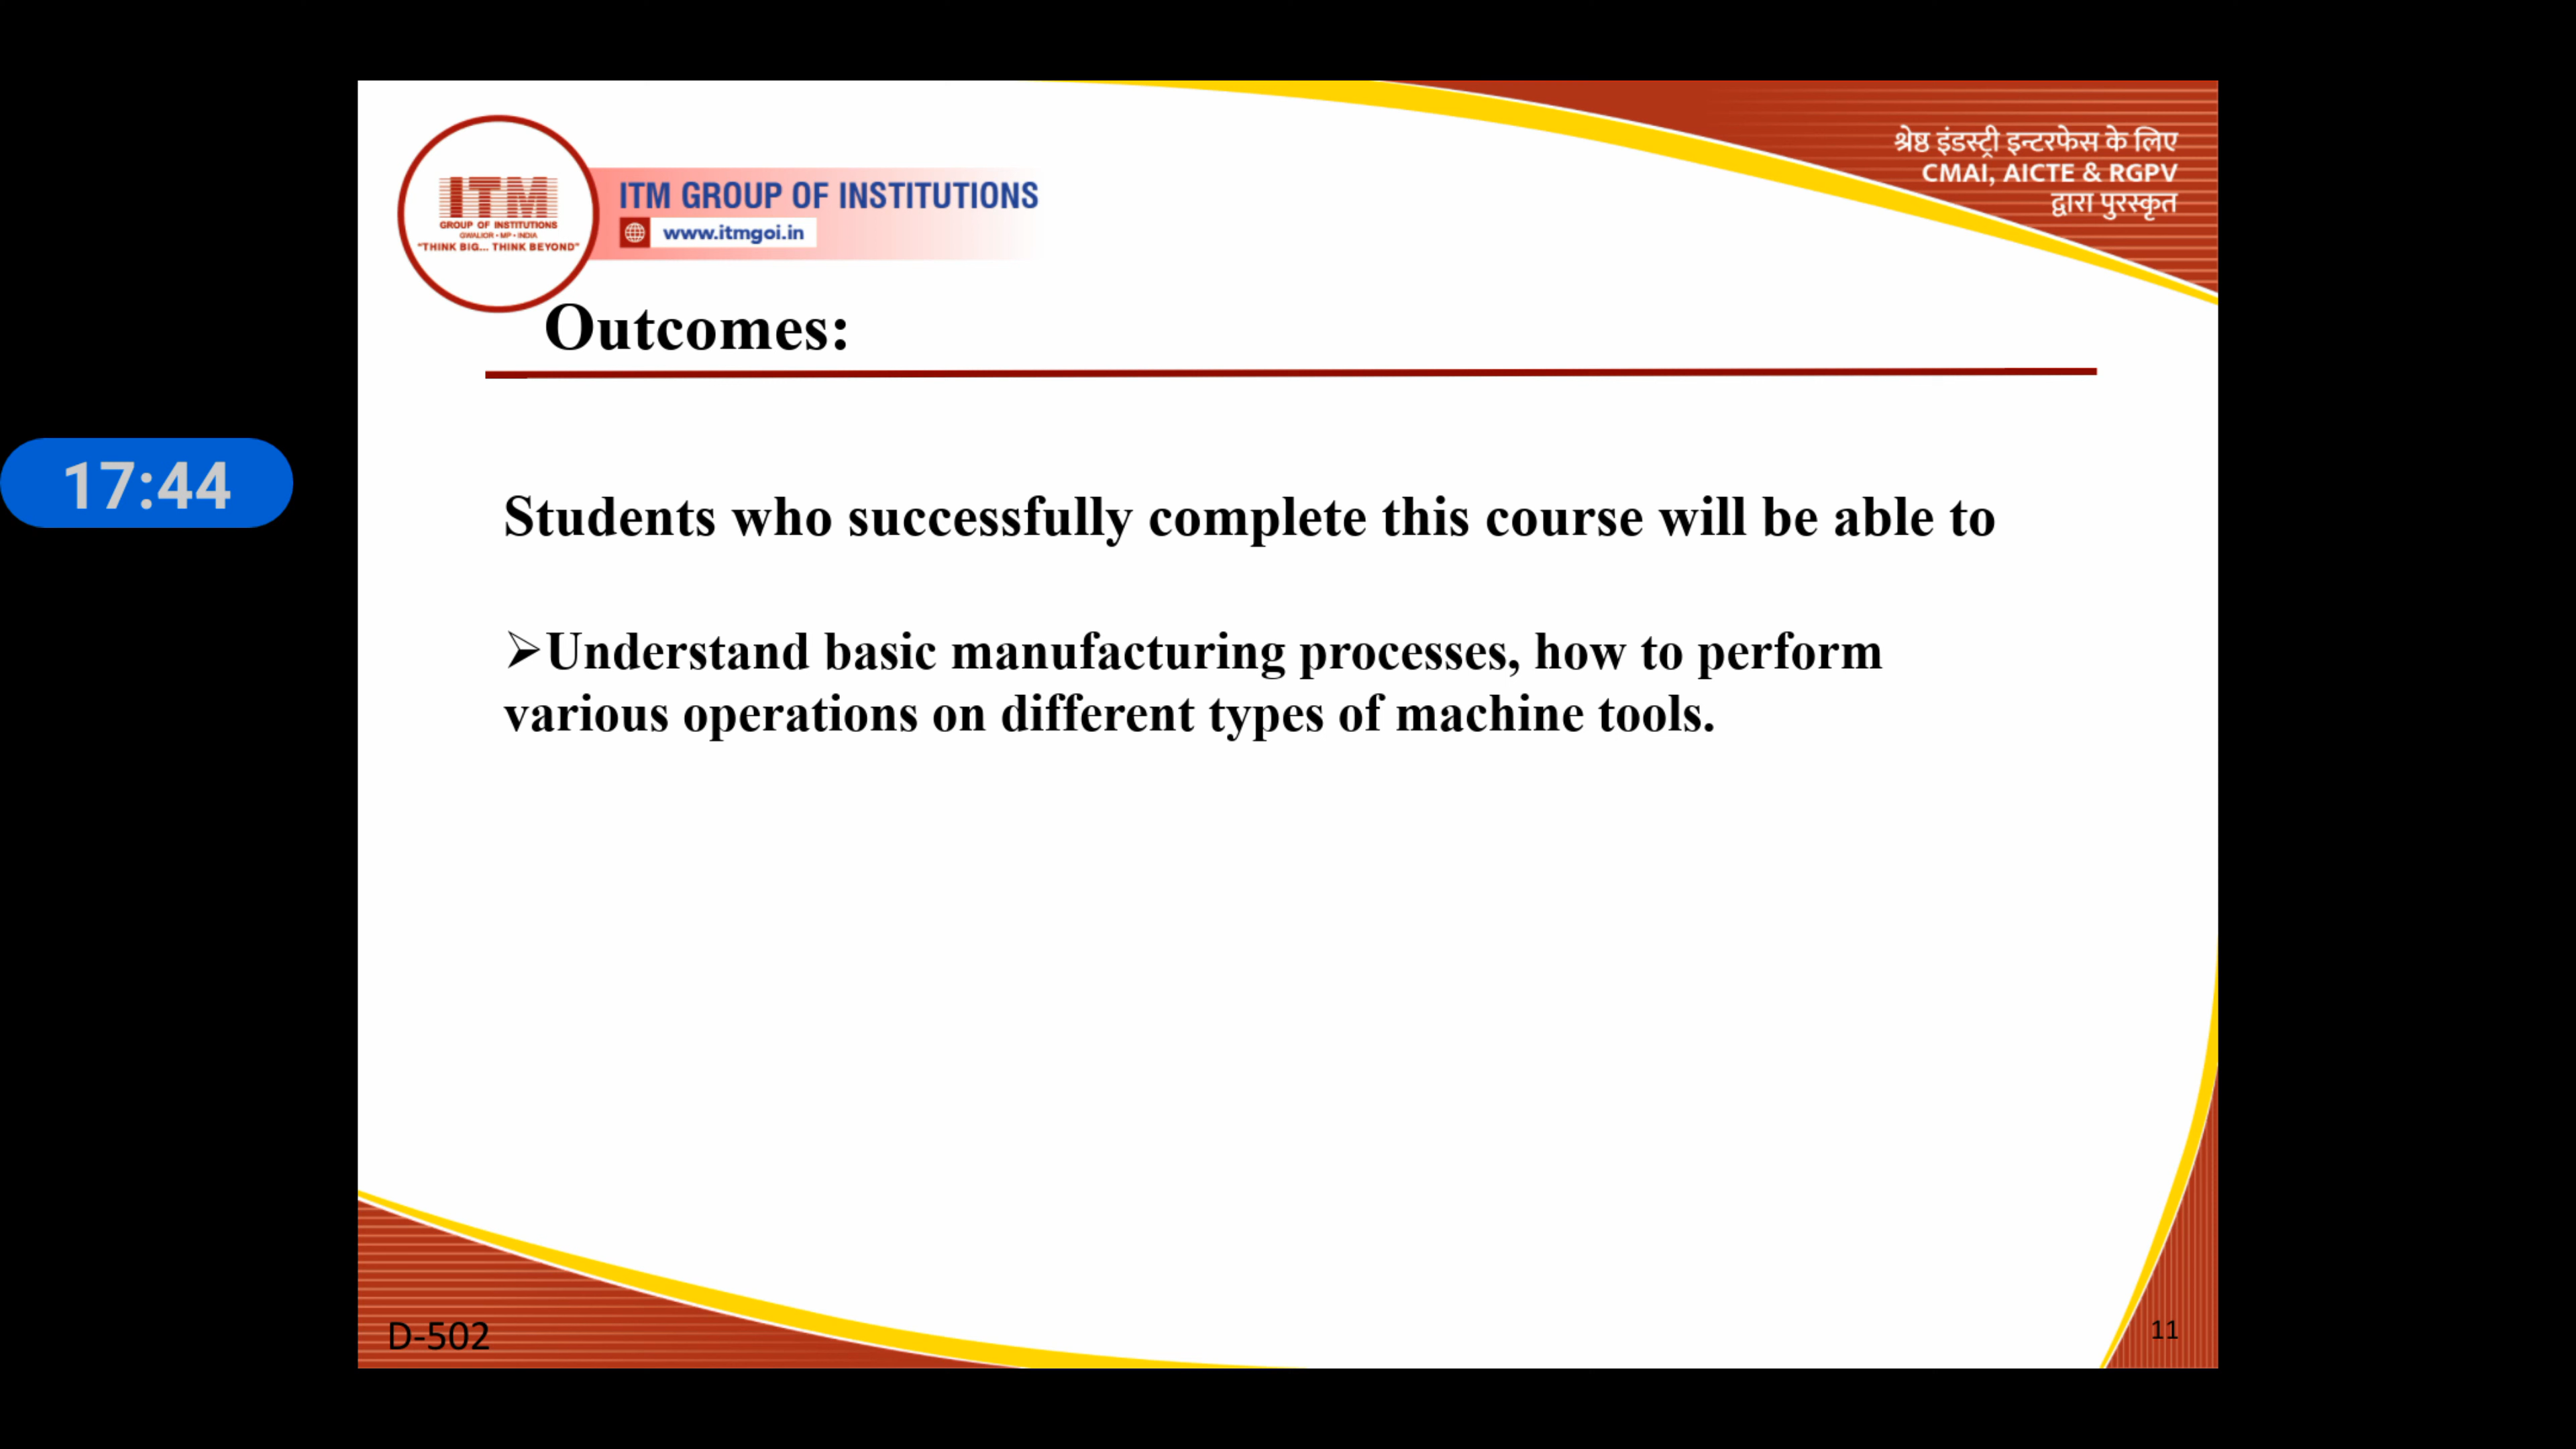 ITM
GROUP OF INSTITUTIONS
GWALIOR • MP • INDIA
"THINK BIG... THINK BEYOND"
ITM GROUP OF INSTITUTIONS
www.itmgoi.in
श्रेष्ठ इंडस्ट्री इन्टरफेस के लिए
CMAI, AICTE & RGPV
द्वारा पुरस्कृत
Outcomes:
17:44
Students who successfully complete this course will be able to
➢Understand basic manufacturing processes, how to perform
various operations on different types of machine tools.
D-502
11